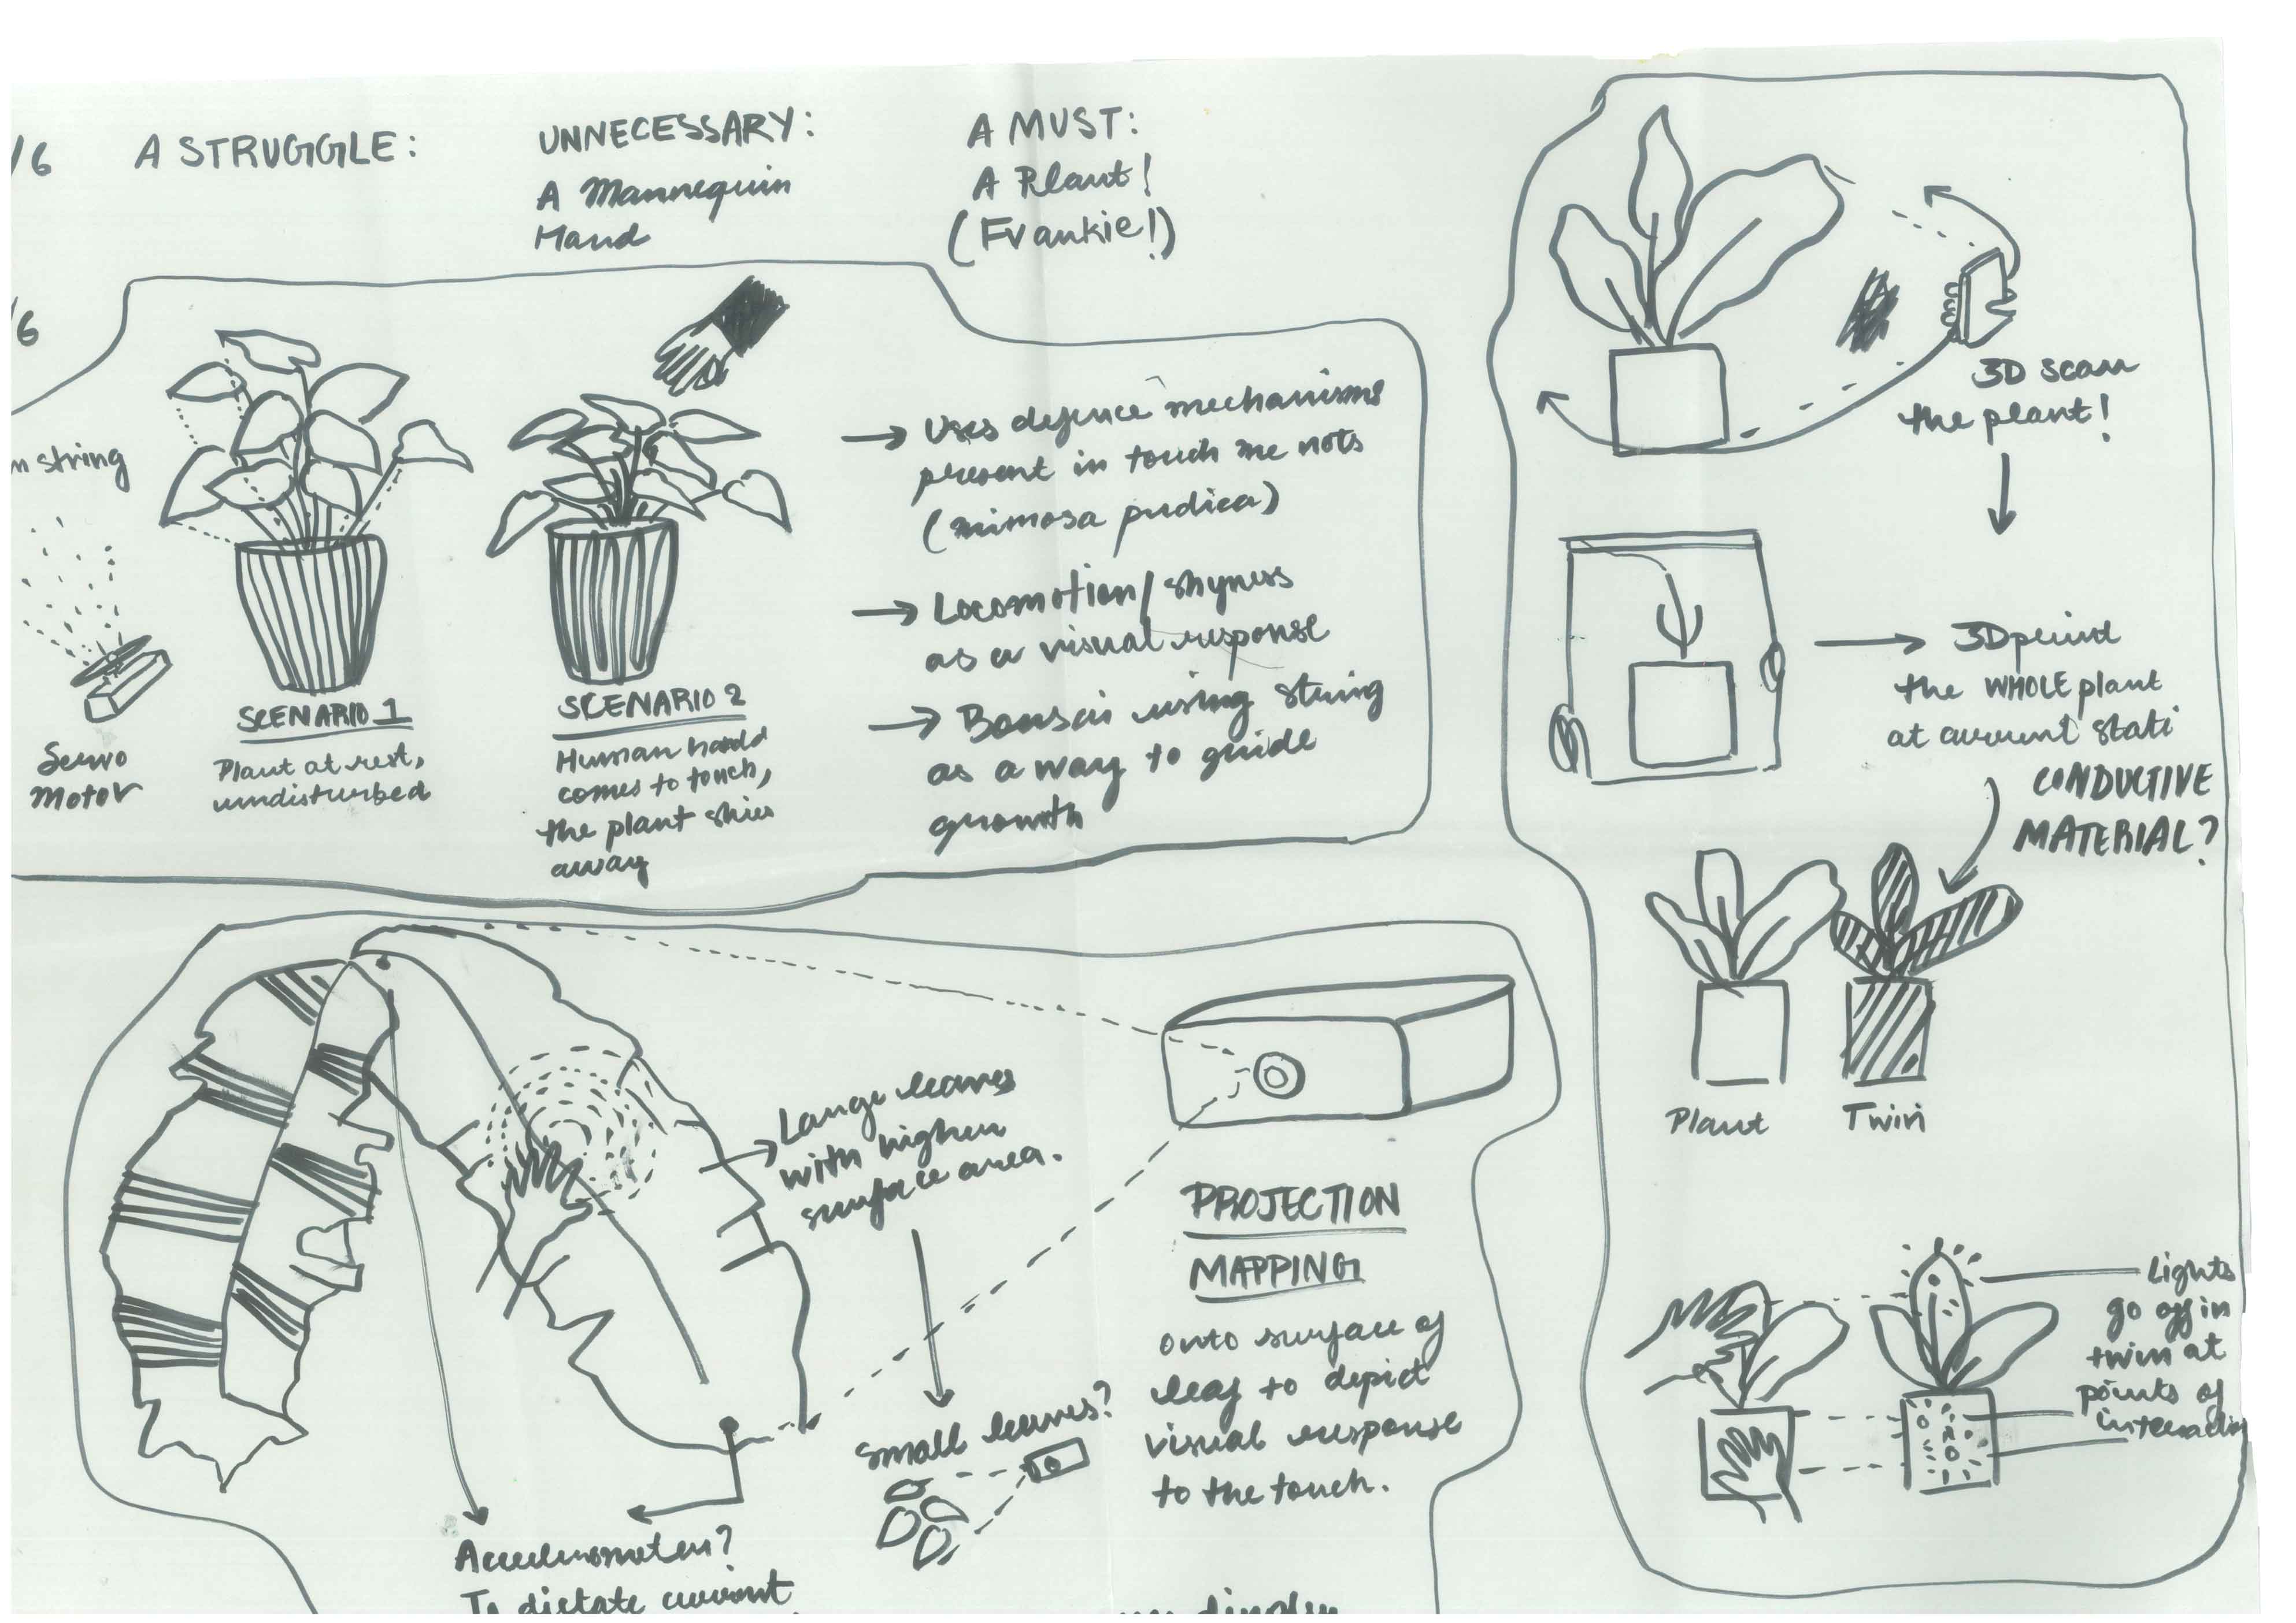 /6
A STRUGGLE:
UNNECESSARY:
A Mannequin
Hand
A MUST:
A Plant!
(Frankie!)
/6
n string
Servo
Motor
SCENARIO 1
Plant at rest,
undisturbed
SCENARIO 2
Human hand
comes to touch,
the plant shies
away
→ Uses defence mechanisms
present in touch me nots
(mimosa pudica)
→ Locomotion/shyness
as a visual response
→ Bonsai using string
as a way to guide
growth
3D scan
the plant!
→ 3D print
the WHOLE plant
at current stati
CONDUCTIVE
MATERIAL?
Plant
Twin
Lights
go off in
twin at
points of
interaction
Large leaves
with higher
surface area.
Small leaves?
PROJECTION
MAPPING
onto surface of
leaf to depict
visual response
to the touch.
Accelerometer?
To dictate current